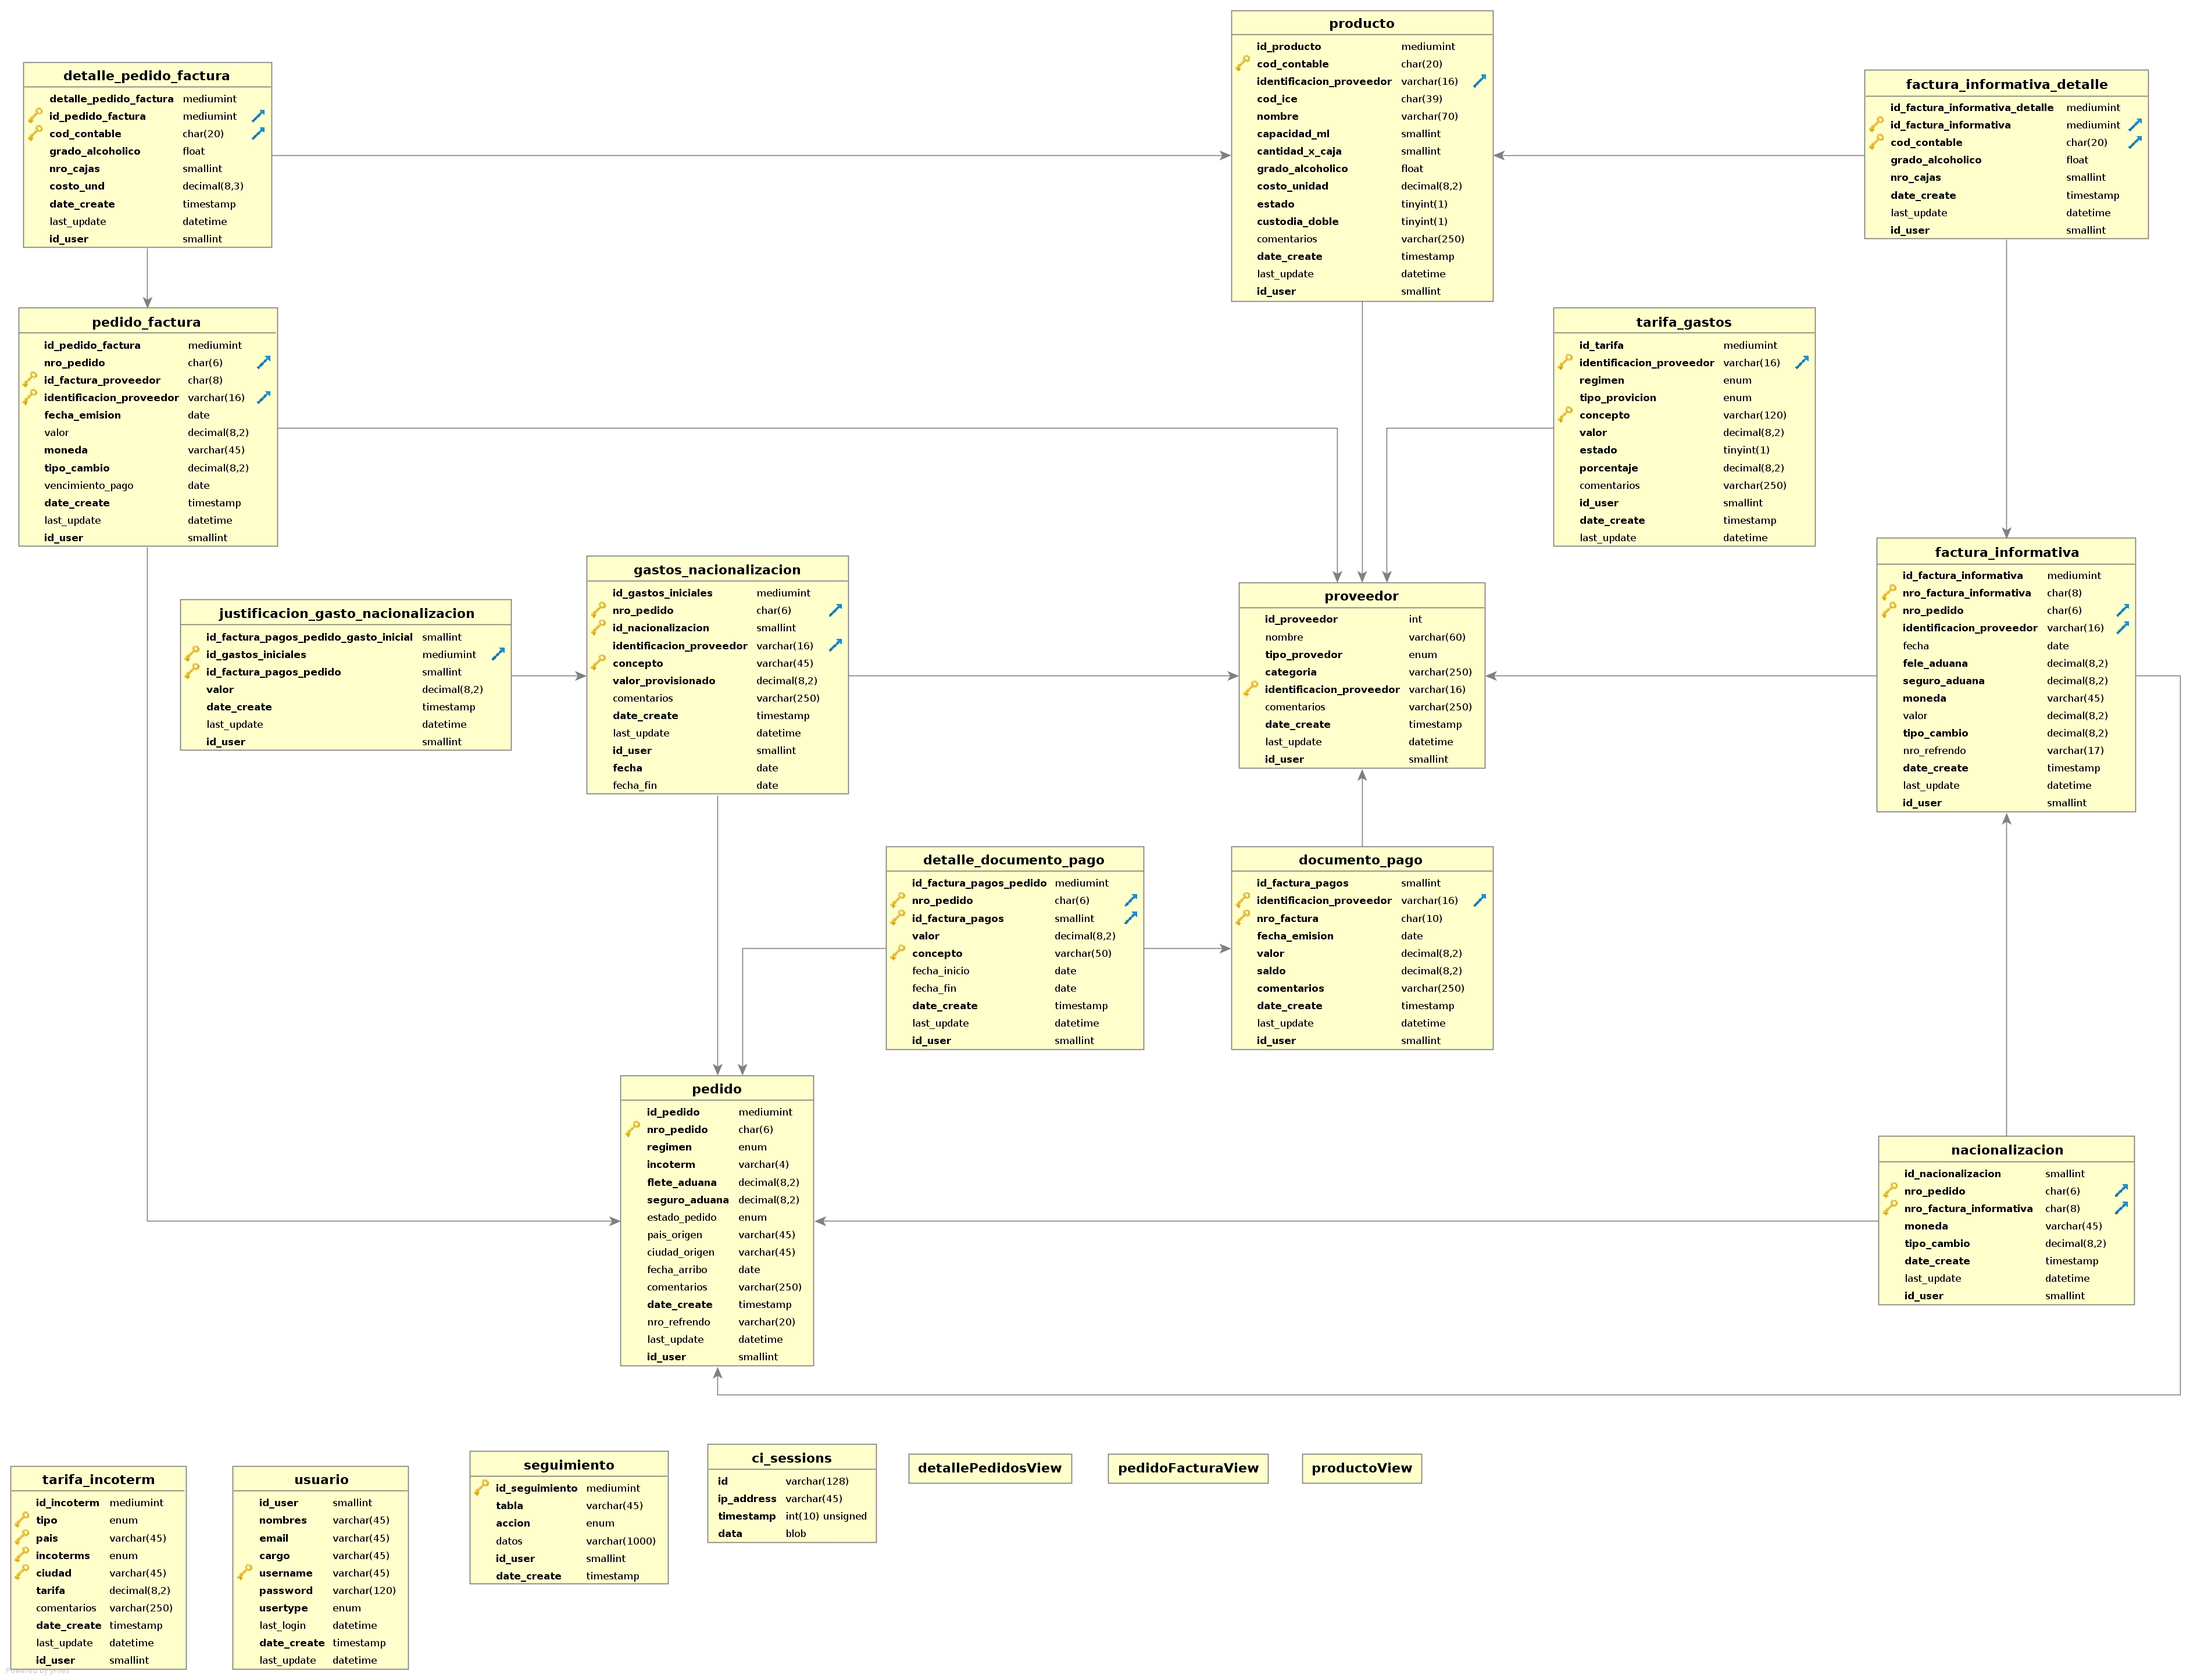 producto
id_producto mediumint
cod_contable char(20)
identificacion_proveedor varchar(16)
cod_ice char(39)
nombre varchar(70)
capacidad_ml smallint
cantidad_x_caja smallint
grado_alcoholico float
costo_unidad decimal(8,2)
estado tinyint(1)
custodia_doble tinyint(1)
comentarios varchar(250)
date_create timestamp
last_update datetime
id_user smallint
detalle_pedido_factura
detalle_pedido_factura mediumint
id_pedido_factura mediumint
cod_contable char(20)
grado_alcoholico float
nro_cajas smallint
costo_und decimal(8,3)
date_create timestamp
last_update datetime
id_user smallint
factura_informativa_detalle
id_factura_informativa_detalle mediumint
id_factura_informativa mediumint
cod_contable char(20)
grado_alcoholico float
nro_cajas smallint
date_create timestamp
last_update datetime
id_user smallint
pedido_factura
id_pedido_factura mediumint
nro_pedido char(6)
id_factura_proveedor char(8)
identificacion_proveedor varchar(16)
fecha_emision date
valor decimal(8,2)
moneda varchar(45)
tipo_cambio decimal(8,2)
vencimiento_pago date
date_create timestamp
last_update datetime
id_user smallint
tarifa_gastos
id_tarifa mediumint
identificacion_proveedor varchar(16)
regimen enum
tipo_provicion enum
concepto varchar(120)
valor decimal(8,2)
estado tinyint(1)
porcentaje decimal(8,2)
comentarios varchar(250)
id_user smallint
date_create timestamp
last_update datetime
factura_informativa
id_factura_informativa mediumint
nro_factura_informativa char(8)
nro_pedido char(6)
identificacion_proveedor varchar(16)
fecha date
fele_aduana decimal(8,2)
seguro_aduana decimal(8,2)
moneda varchar(45)
valor decimal(8,2)
tipo_cambio decimal(8,2)
nro_refrendo varchar(17)
date_create timestamp
last_update datetime
id_user smallint
gastos_nacionalizacion
id_gastos_iniciales mediumint
nro_pedido char(6)
id_nacionalizacion smallint
identificacion_proveedor varchar(16)
concepto varchar(45)
valor_provisionado decimal(8,2)
comentarios varchar(250)
date_create timestamp
last_update datetime
id_user smallint
fecha date
fecha_fin date
justificacion_gasto_nacionalizacion
id_factura_pagos_pedido_gasto_inicial smallint
id_gastos_iniciales mediumint
id_factura_pagos_pedido smallint
valor decimal(8,2)
date_create timestamp
last_update datetime
id_user smallint
proveedor
id_proveedor int
nombre varchar(60)
tipo_provedor enum
categoria varchar(250)
identificacion_proveedor varchar(16)
comentarios varchar(250)
date_create timestamp
last_update datetime
id_user smallint
detalle_documento_pago
id_factura_pagos_pedido mediumint
nro_pedido char(6)
id_factura_pagos smallint
valor decimal(8,2)
concepto varchar(50)
fecha_inicio date
fecha_fin date
date_create timestamp
last_update datetime
id_user smallint
documento_pago
id_factura_pagos smallint
identificacion_proveedor varchar(16)
nro_factura char(10)
fecha_emision date
valor decimal(8,2)
saldo decimal(8,2)
comentarios varchar(250)
date_create timestamp
last_update datetime
id_user smallint
pedido
id_pedido mediumint
nro_pedido char(6)
regimen enum
incoterm varchar(4)
flete_aduana decimal(8,2)
seguro_aduana decimal(8,2)
estado_pedido enum
pais_origen varchar(45)
ciudad_origen varchar(45)
fecha_arribo date
comentarios varchar(250)
date_create timestamp
nro_refrendo varchar(20)
last_update datetime
id_user smallint
nacionalizacion
id_nacionalizacion smallint
nro_pedido char(6)
nro_factura_informativa char(8)
moneda varchar(45)
tipo_cambio decimal(8,2)
date_create timestamp
last_update datetime
id_user smallint
tarifa_incoterm
id_incoterm mediumint
tipo enum
pais varchar(45)
incoterms enum
ciudad varchar(45)
tarifa decimal(8,2)
comentarios varchar(250)
date_create timestamp
last_update datetime
id_user smallint
usuario
id_user smallint
nombres varchar(45)
email varchar(45)
cargo varchar(45)
username varchar(45)
password varchar(120)
usertype enum
last_login datetime
date_create timestamp
last_update datetime
seguimiento
id_seguimiento mediumint
tabla varchar(45)
accion enum
datos varchar(1000)
id_user smallint
date_create timestamp
ci_sessions
id varchar(128)
ip_address varchar(45)
timestamp int(10) unsigned
data blob
detallePedidosView
pedidoFacturaView
productoView
Powered by yFiles